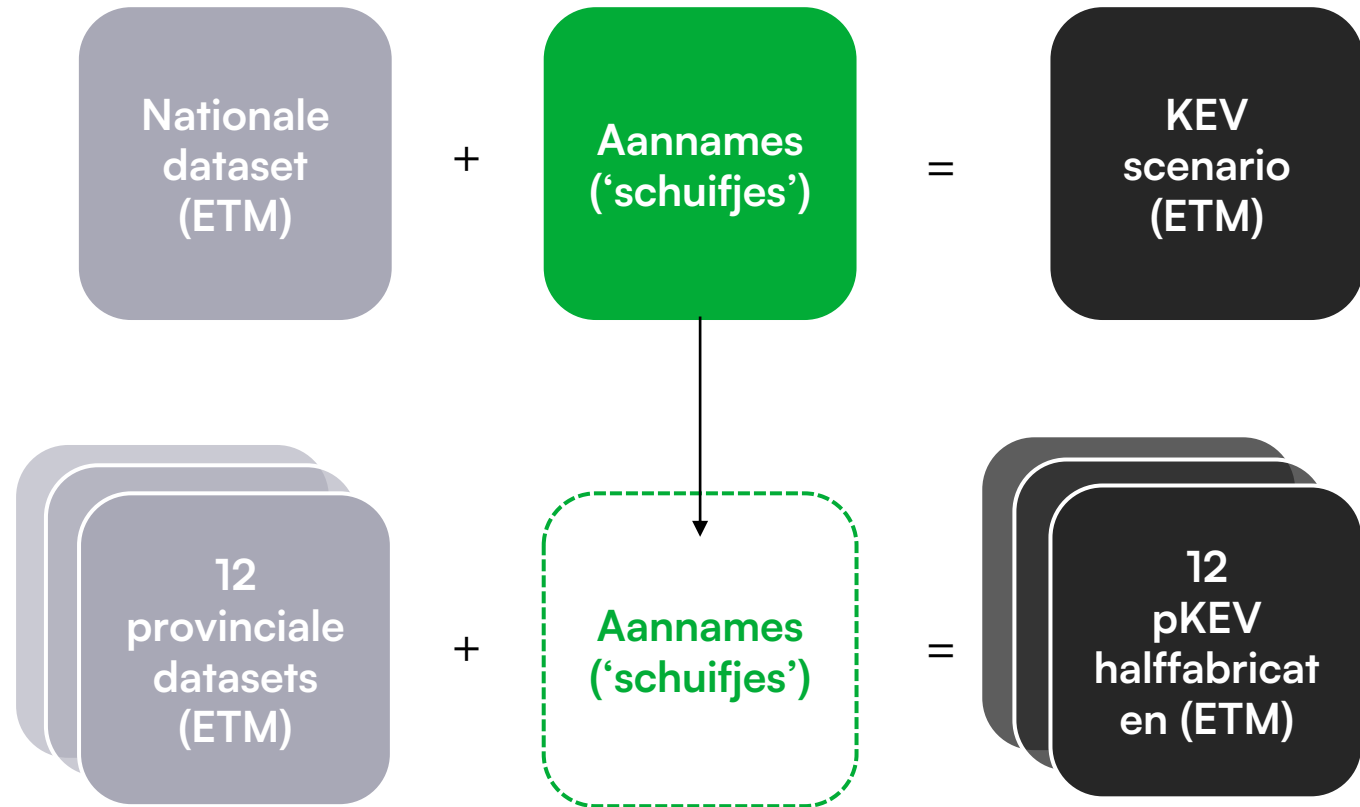 Nationale
dataset
(ETM)
+
Aannames
(‘schuifjes’)
=
KEV
scenario
(ETM)
12
provinciale
datasets
(ETM)
+
Aannames
(‘schuifjes’)
=
12
pKEV
halffabricat
en (ETM)